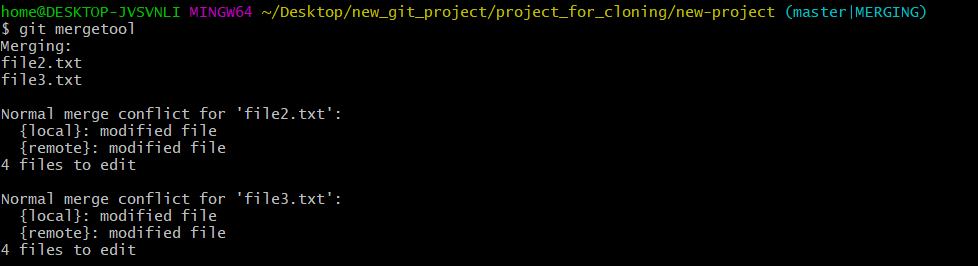 home@DESKTOP-JVSVNLI MINGW64 ~/Desktop/new_git_project/project_for_cloning/new-project (master|MERGING)
$ git mergetool
Merging:
file2.txt
file3.txt

Normal merge conflict for 'file2.txt':
  {local}: modified file
  {remote}: modified file
4 files to edit

Normal merge conflict for 'file3.txt':
  {local}: modified file
  {remote}: modified file
4 files to edit